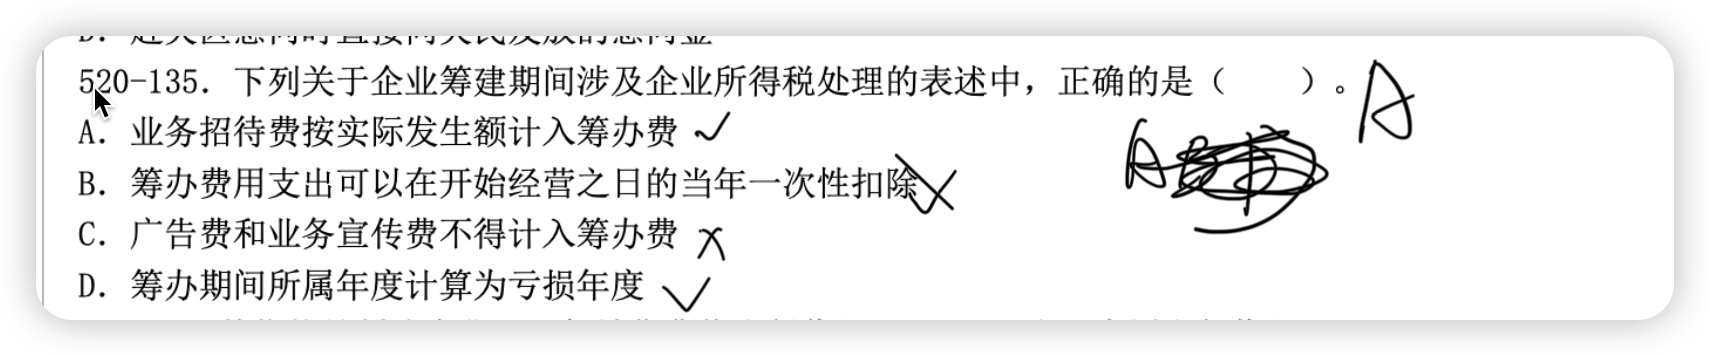 520-135. 下列关于企业筹建期间涉及企业所得税处理的表述中，正确的是（    ）。A
A. 业务招待费按实际发生额计入筹办费 ✓
A
B. 筹办费用支出可以在开始经营之日的当年一次性扣除
C. 广告费和业务宣传费不得计入筹办费 ×
D. 筹办期间所属年度计算为亏损年度 ✓